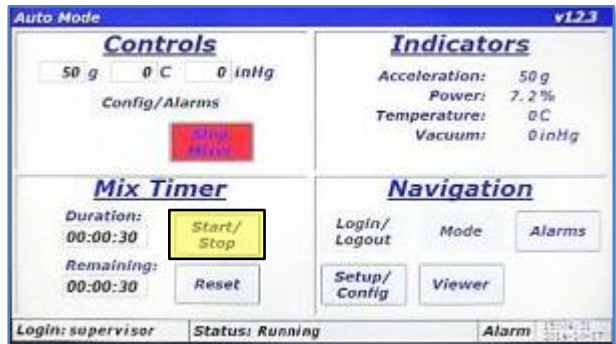 Auto Mode
v1.2.3
Controls
50 g 0 C 0 inHg
Config/Alarms
Stop
Mixer
Indicators
Acceleration: 50 g
Power: 7.2%
Temperature: 0 C
Vacuum: 0 inHg
Mix Timer
Duration:
00:00:30
Start/
Stop
Remaining:
00:00:30
Reset
Navigation
Login/
Logout
Mode
Alarms
Setup/
Config
Viewer
Login: supervisor
Status: Running
Alarm